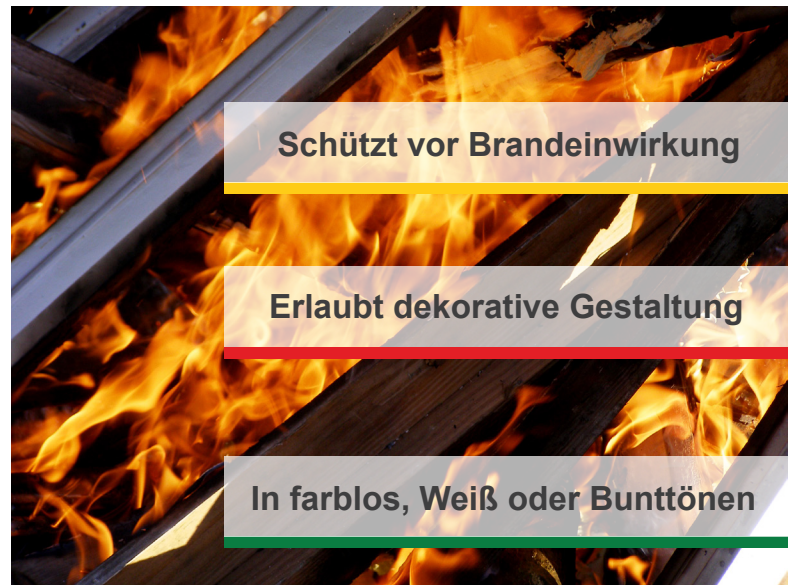 Schützt vor Brandeinwirkung
Erlaubt dekorative Gestaltung
In farblos, Weiß oder Bunttönen